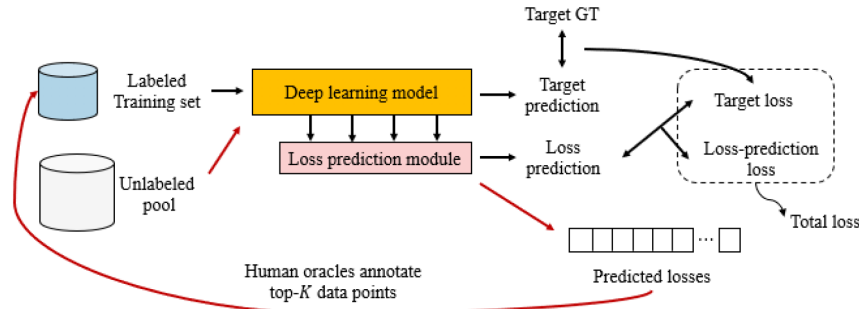 Target GT
Labeled
Training set
Deep learning model
Target
prediction
Target loss
Loss prediction module
Loss
prediction
Loss-prediction
loss
Unlabeled
pool
Total loss
...
Predicted losses
Human oracles annotate
top-K data points